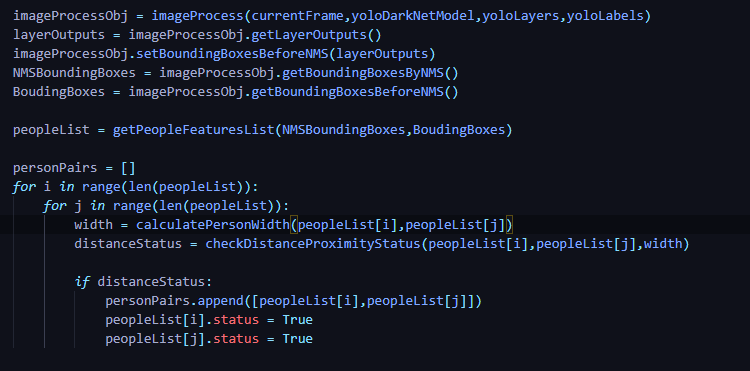 imageProcessObj = imageProcess(currentFrame,yoloDarkNetModel,yoloLayers,yoloLabels)
layerOutputs = imageProcessObj.getLayerOutputs()
imageProcessObj.setBoundingBoxesBeforeNMS(layerOutputs)
NMSBoundingBoxes = imageProcessObj.getBoundingBoxesByNMS()
BoudingBoxes = imageProcessObj.getBoundingBoxesBeforeNMS()

peopleList = getPeopleFeaturesList(NMSBoundingBoxes,BoudingBoxes)

personPairs = []
for i in range(len(peopleList)):
    for j in range(len(peopleList)):
        width = calculatePersonWidth(peopleList[i],peopleList[j])
        distanceStatus = checkDistanceProximityStatus(peopleList[i],peopleList[j],width)

        if distanceStatus:
            personPairs.append([peopleList[i],peopleList[j]])
            peopleList[i].status = True
            peopleList[j].status = True